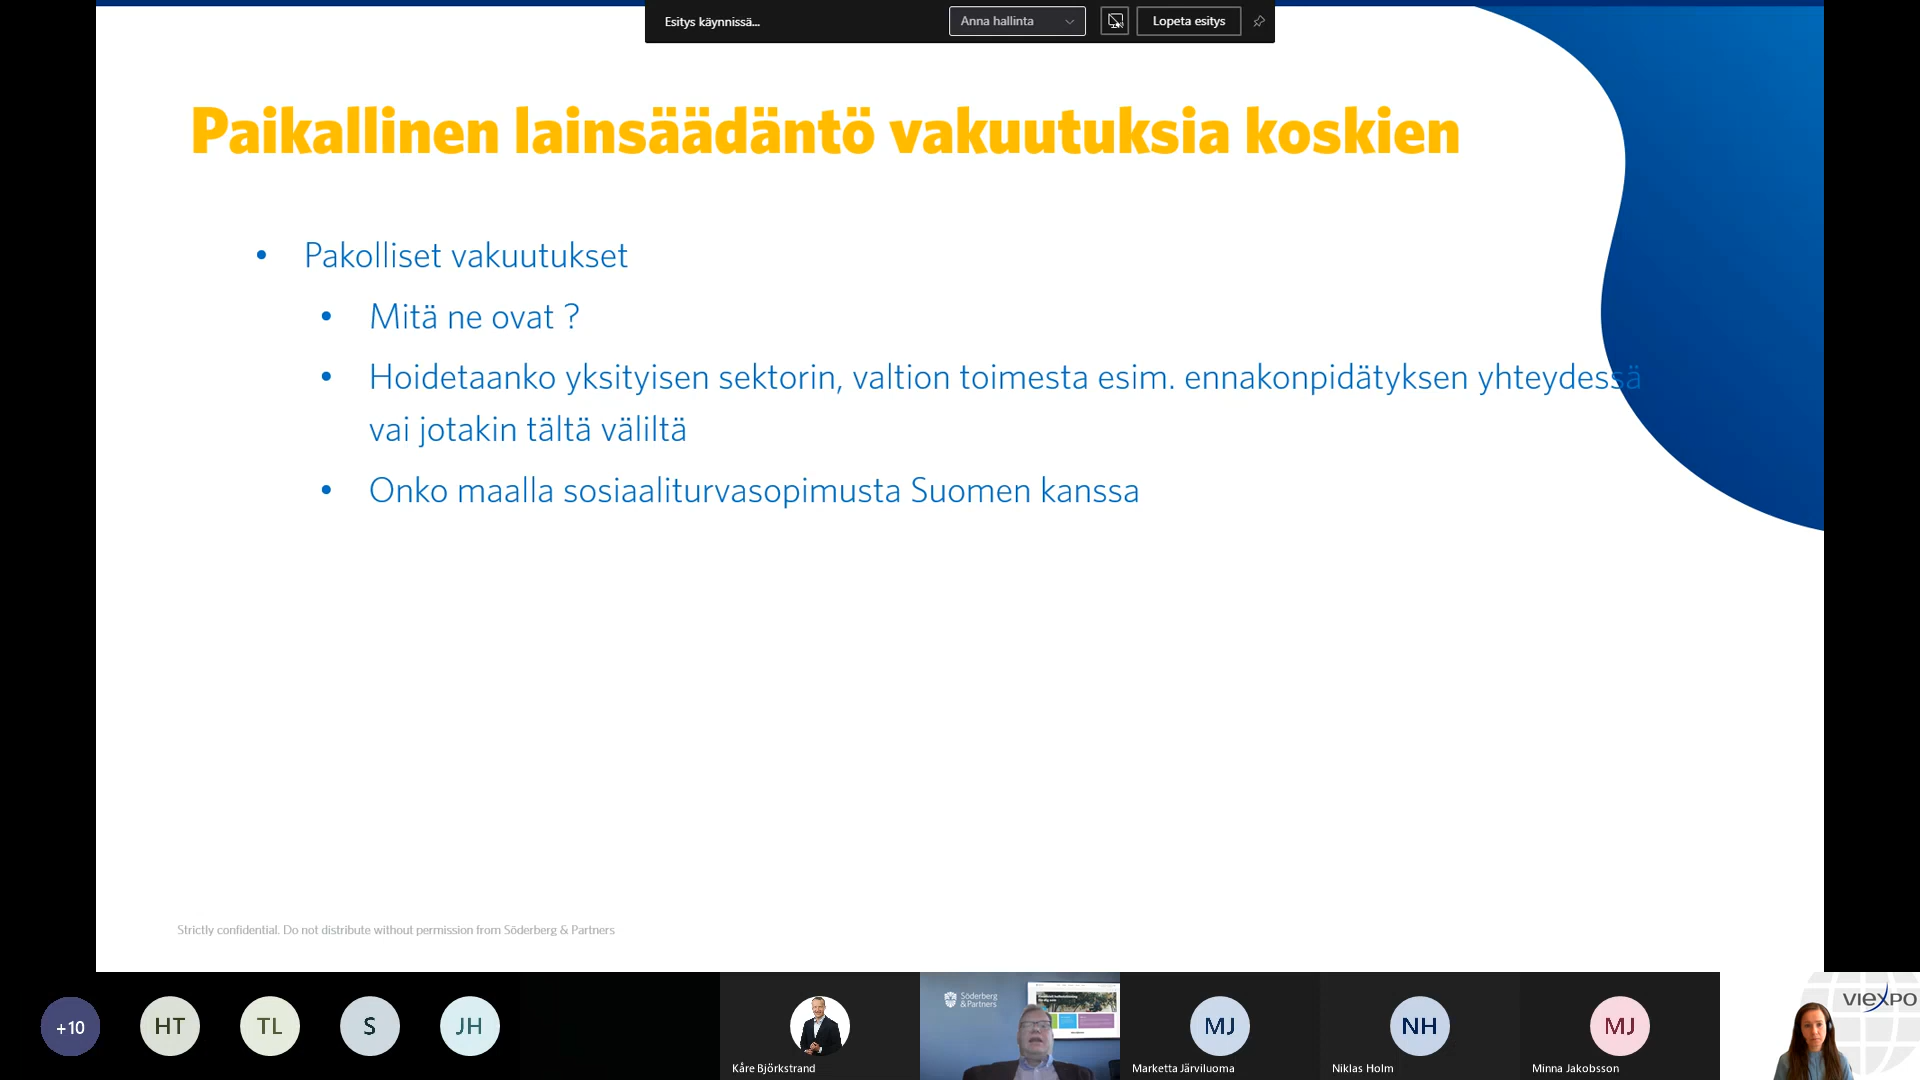 Esitys käynnissä...
Anna hallinta
Lopeta esitys
Paikallinen lainsäädäntö vakuutuksia koskien
• Pakolliset vakuutukset
• Mitä ne ovat ?
• Hoidetaanko yksityisen sektorin, valtion toimesta esim. ennakonpidätyksen yhteydessä
vai jotakin tältä väliltä
• Onko maalla sosiaaliturvasopimusta Suomen kanssa
Strictly confidential. Do not distribute without permission from Söderberg & Partners
+10
HT
TL
S
JH
Kåre Björkstrand
Söderberg
& Partners
MJ
Marketta Järviluoma
NH
Niklas Holm
MJ
Minna Jakobsson
VIEXPO